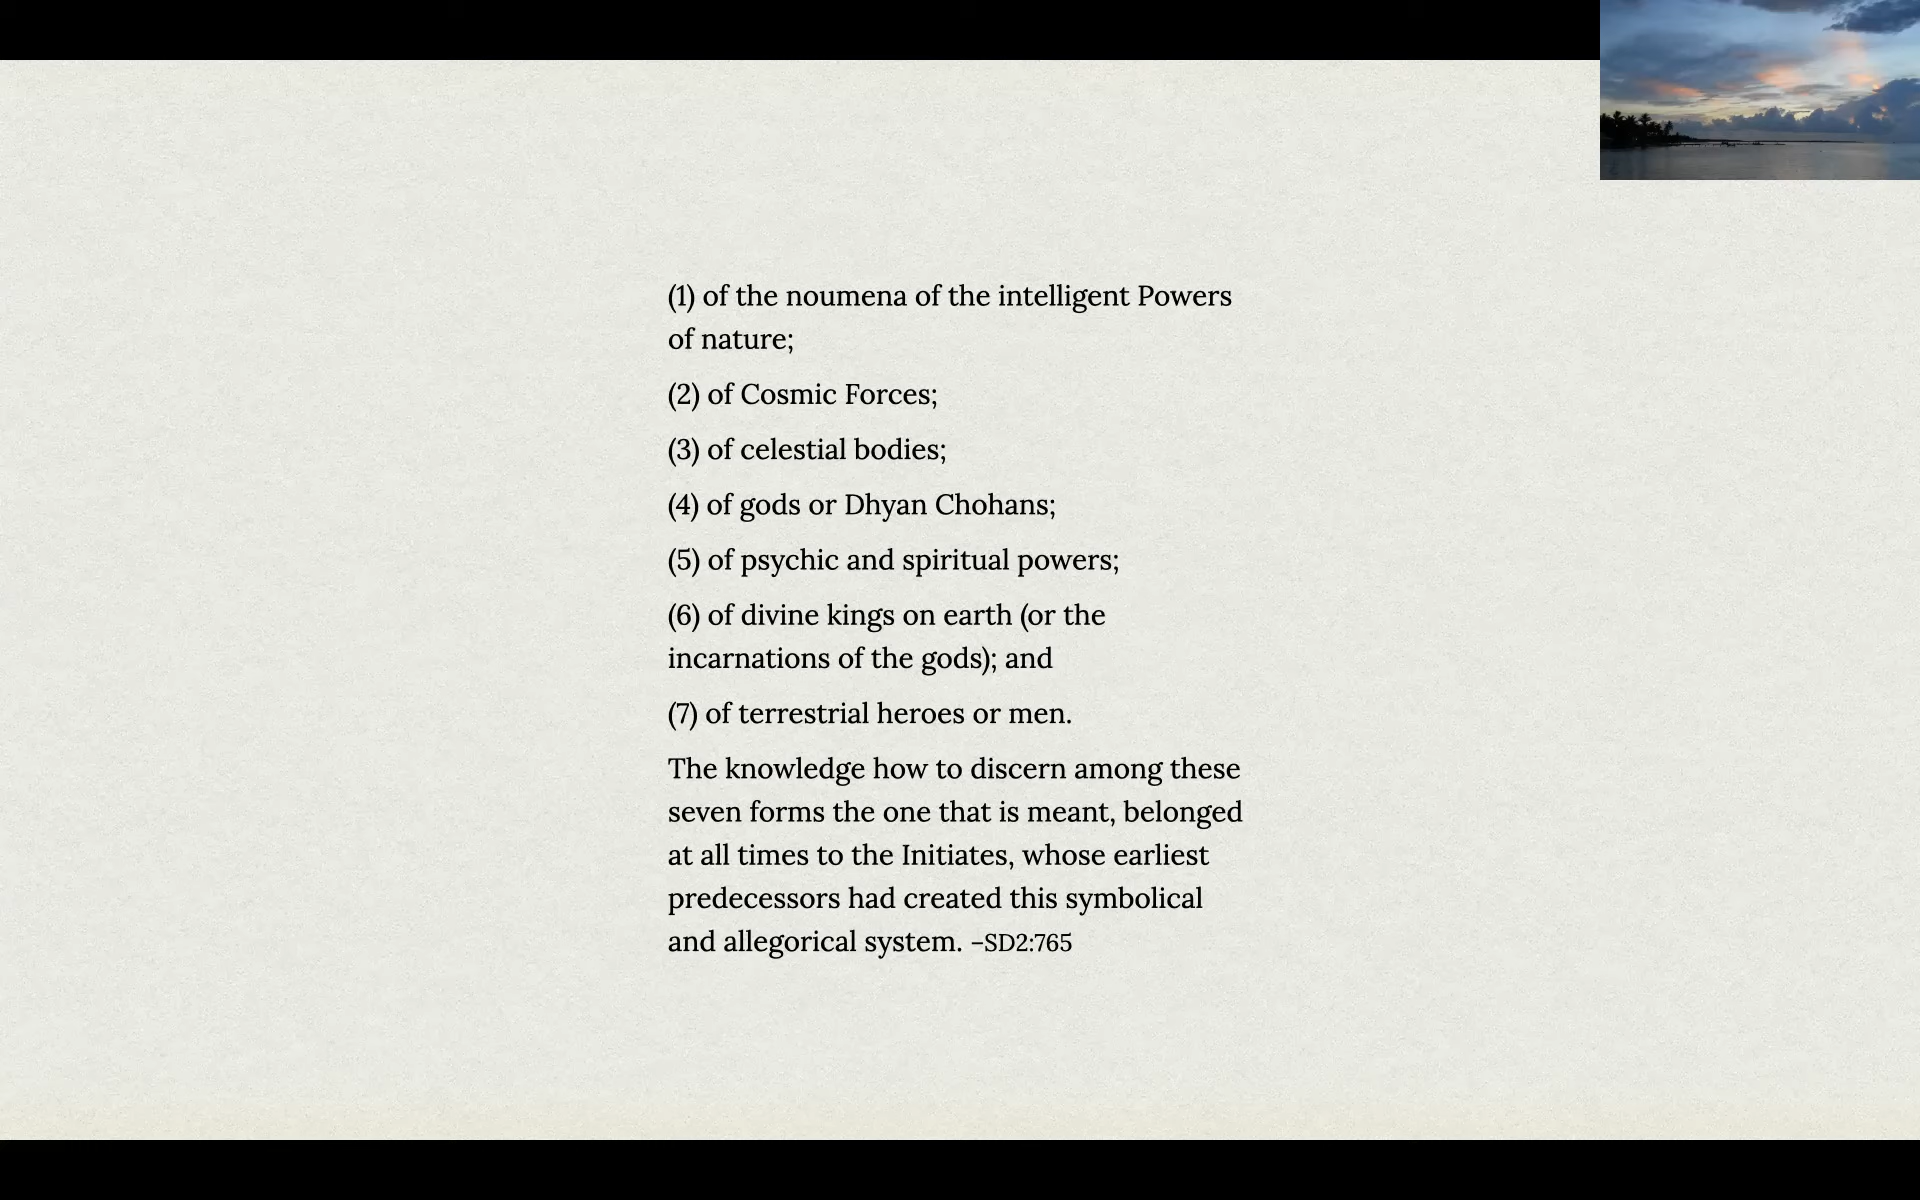 (1) of the noumena of the intelligent Powers
of nature;
(2) of Cosmic Forces;
(3) of celestial bodies;
(4) of gods or Dhyan Chohans;
(5) of psychic and spiritual powers;
(6) of divine kings on earth (or the
incarnations of the gods); and
(7) of terrestrial heroes or men.
The knowledge how to discern among these
seven forms the one that is meant, belonged
at all times to the Initiates, whose earliest
predecessors had created this symbolical
and allegorical system. –SD2:765